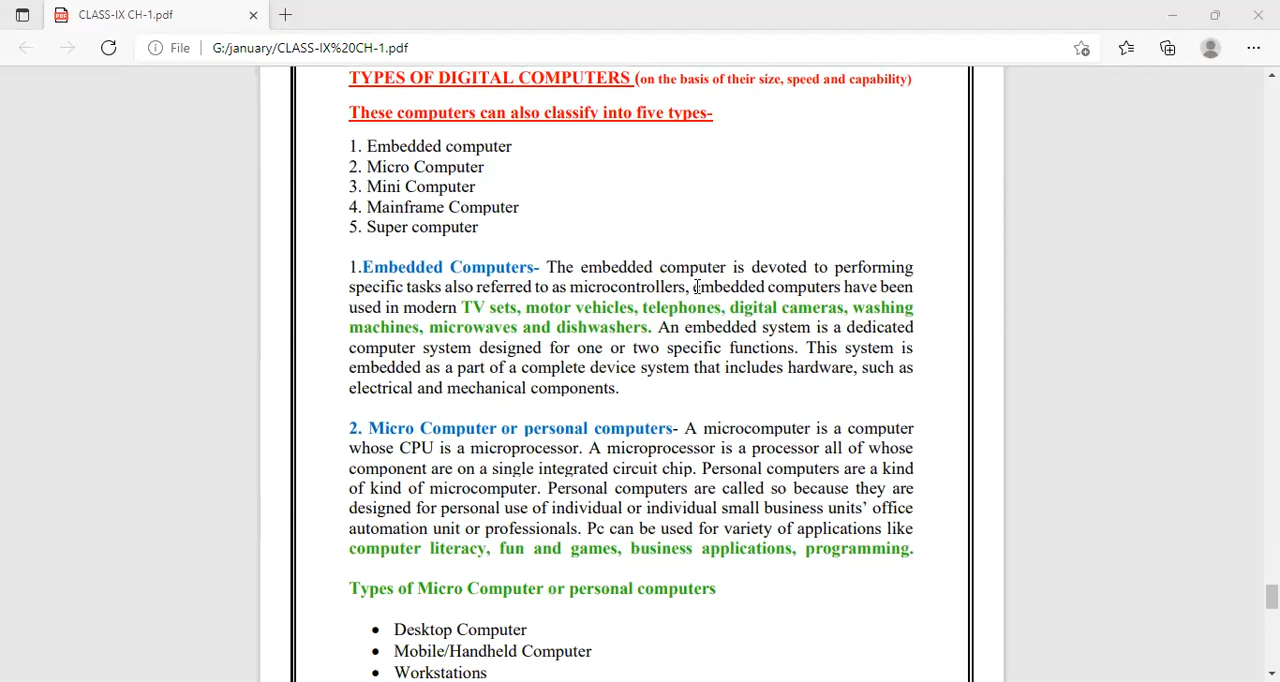 CLASS-IX CH-1.pdf
File G:/january/CLASS-IX%20CH-1.pdf
TYPES OF DIGITAL COMPUTERS (on the basis of their size, speed and capability)
These computers can also classify into five types-
1. Embedded computer
2. Micro Computer
3. Mini Computer
4. Mainframe Computer
5. Super computer
1.Embedded Computers- The embedded computer is devoted to performing
specific tasks also referred to as microcontrollers, embedded computers have been
used in modern TV sets, motor vehicles, telephones, digital cameras, washing
machines, microwaves and dishwashers. An embedded system is a dedicated
computer system designed for one or two specific functions. This system is
embedded as a part of a complete device system that includes hardware, such as
electrical and mechanical components.
2. Micro Computer or personal computers- A microcomputer is a computer
whose CPU is a microprocessor. A microprocessor is a processor all of whose
component are on a single integrated circuit chip. Personal computers are a kind
of kind of microcomputer. Personal computers are called so because they are
designed for personal use of individual or individual small business units' office
automation unit or professionals. Pc can be used for variety of applications like
computer literacy, fun and games, business applications, programming.
Types of Micro Computer or personal computers
• Desktop Computer
• Mobile/Handheld Computer
• Workstations